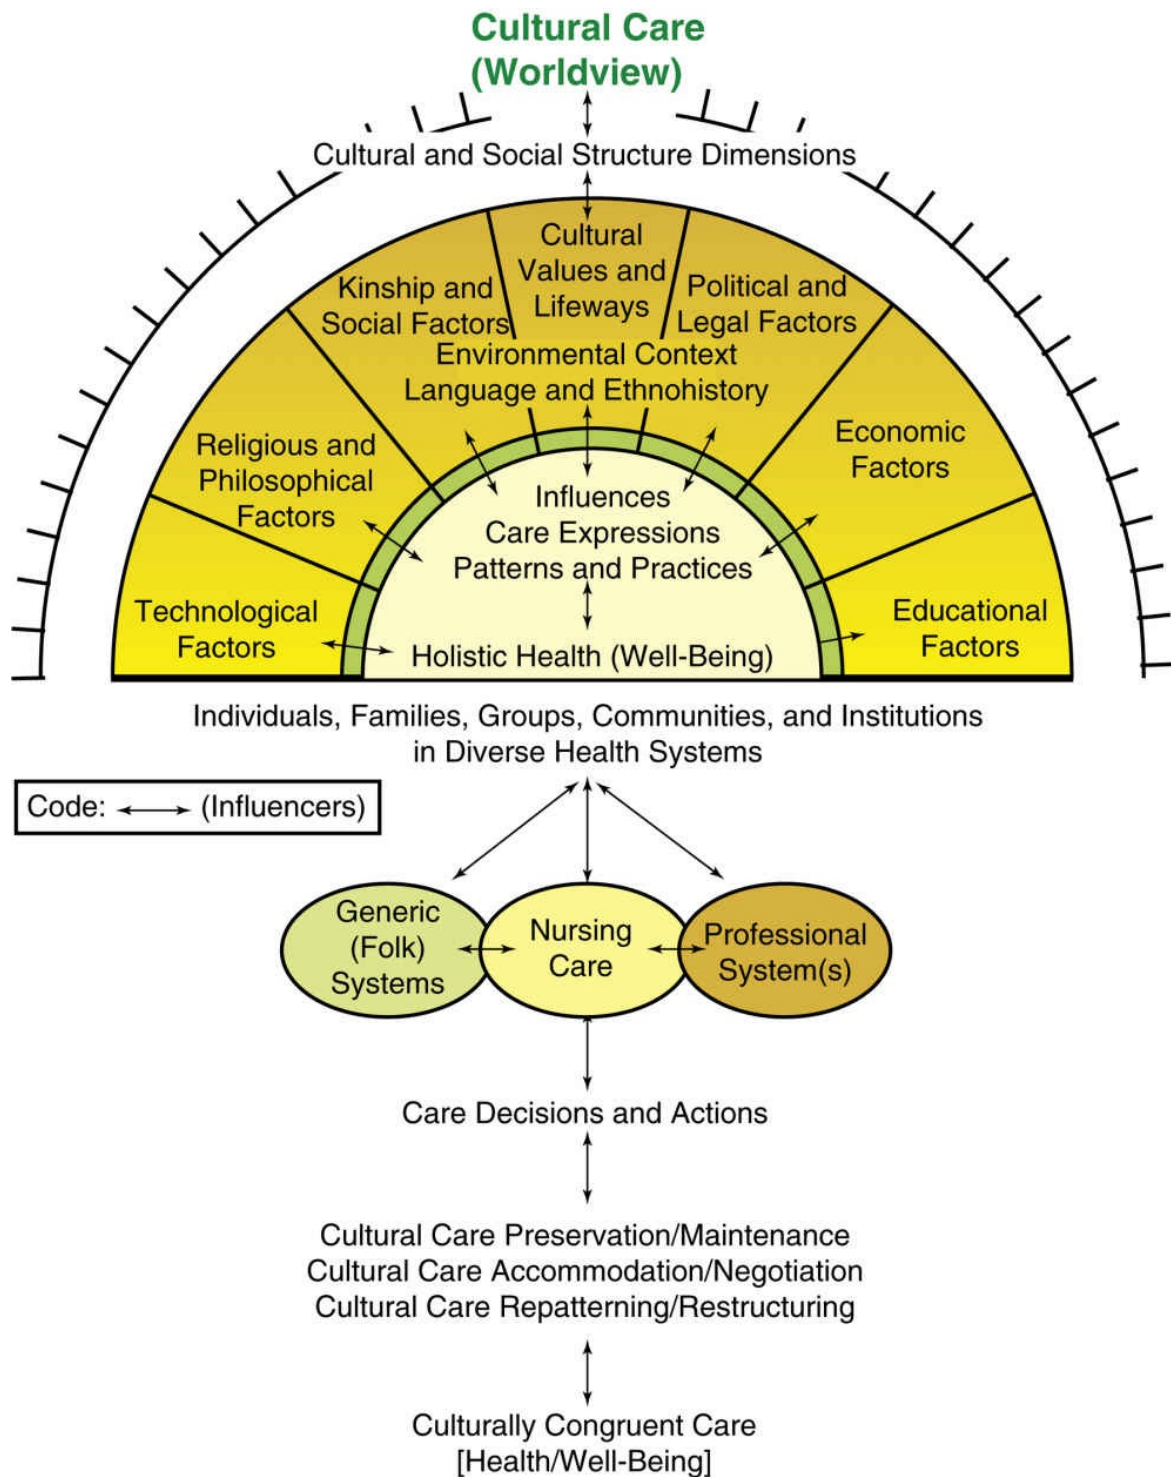 Cultural Care
(Worldview)
Cultural and Social Structure Dimensions
Cultural
Values and
Lifeways
Kinship and
Social Factors
Political and
Legal Factors
Environmental Context
Language and Ethnohistory
Religious and
Philosophical
Factors
Economic
Factors
Influences
Care Expressions
Patterns and Practices
Technological
Factors
Educational
Factors
Holistic Health (Well-Being)
Individuals, Families, Groups, Communities, and Institutions
in Diverse Health Systems
Code: (Influencers)
Generic
(Folk)
Systems
Nursing
Care
Professional
System(s)
Care Decisions and Actions
Cultural Care Preservation/Maintenance
Cultural Care Accommodation/Negotiation
Cultural Care Repatterning/Restructuring
Culturally Congruent Care
[Health/Well-Being]